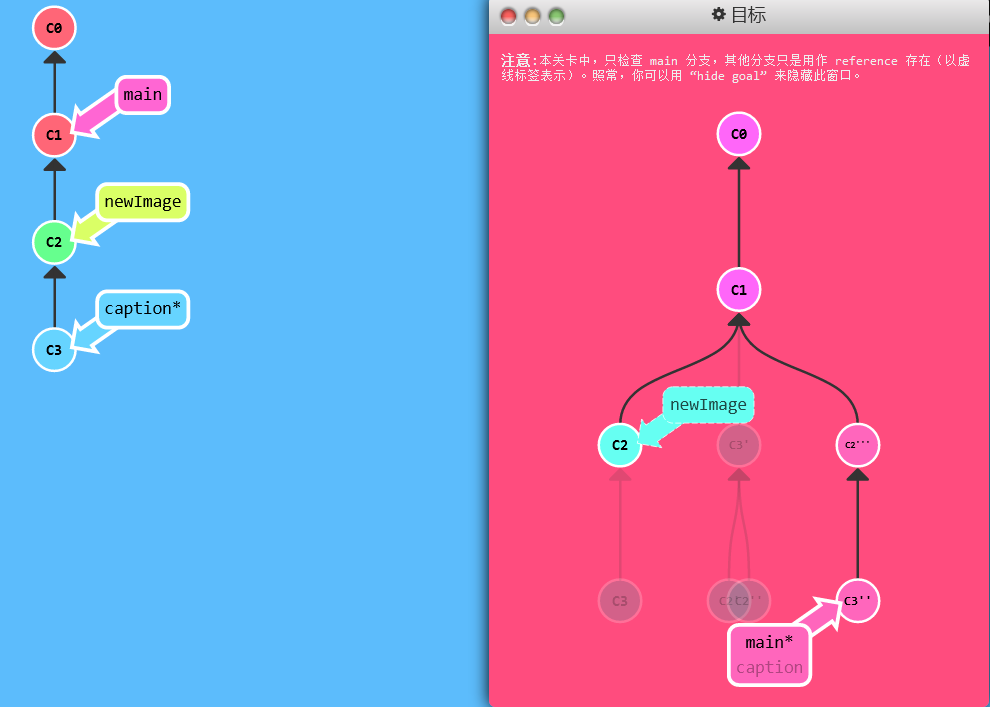 C0
main
C1
newImage
C2
caption*
C3
目标
注意:本关卡中，只检查 main 分支，其他分支只是用作 reference 存在（以虚
线标签表示）。照常，你可以用 “hide goal” 来隐藏此窗口。
C0
C1
newImage
C2
C3'
C2'''
C3
C3''
main*
caption